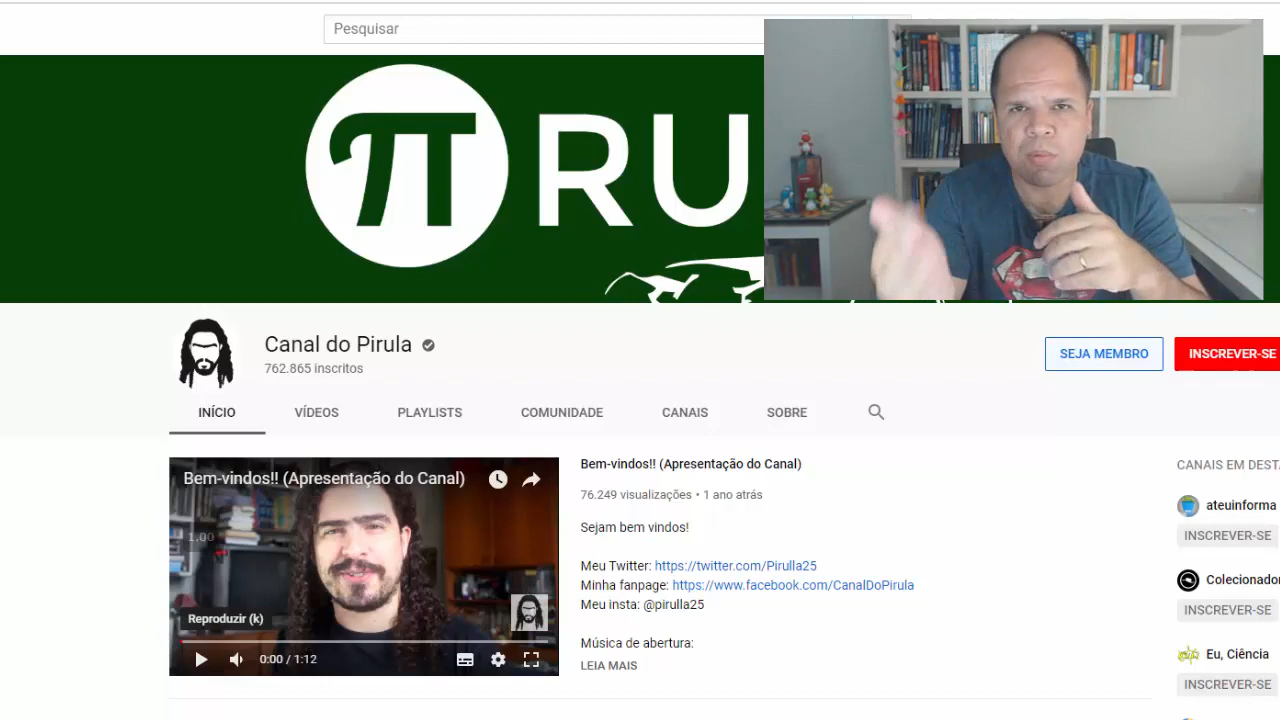 Pesquisar
π RU
Canal do Pirula
762.865 inscritos
SEJA MEMBRO
INSCREVER-SE
INÍCIO
VÍDEOS
PLAYLISTS
COMUNIDADE
CANAIS
SOBRE
Bem-vindos!! (Apresentação do Canal)
1.00
Reproduzir (k)
0:00 / 1:12
Bem-vindos!! (Apresentação do Canal)
76.249 visualizações • 1 ano atrás
Sejam bem vindos!
Meu Twitter: https://twitter.com/Pirulla25
Minha fanpage: https://www.facebook.com/CanalDoPirula
Meu insta: @pirulla25
Música de abertura:
LEIA MAIS
CANAIS EM DESTA
ateuinforma
INSCREVER-SE
Colecionador
INSCREVER-SE
Eu, Ciência
INSCREVER-SE